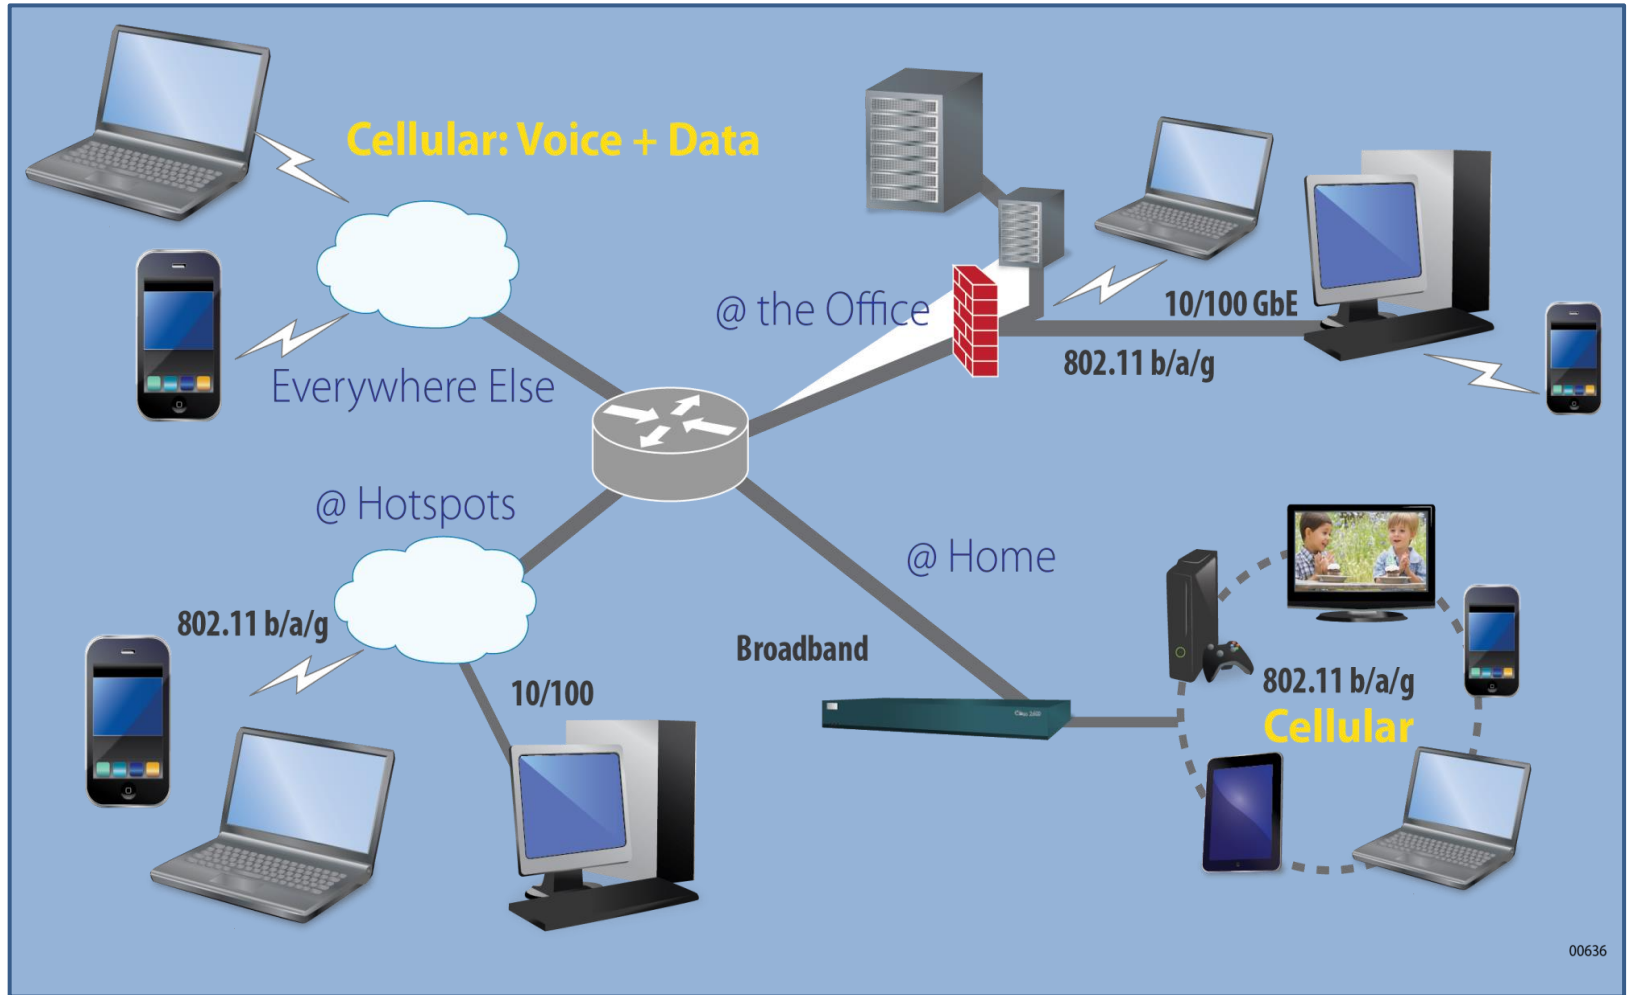 Cellular: Voice + Data
@ the Office
10/100 GbE
802.11 b/a/g
Everywhere Else
@ Hotspots
@ Home
802.11 b/a/g
10/100
Broadband
802.11 b/a/g
Cellular
00636